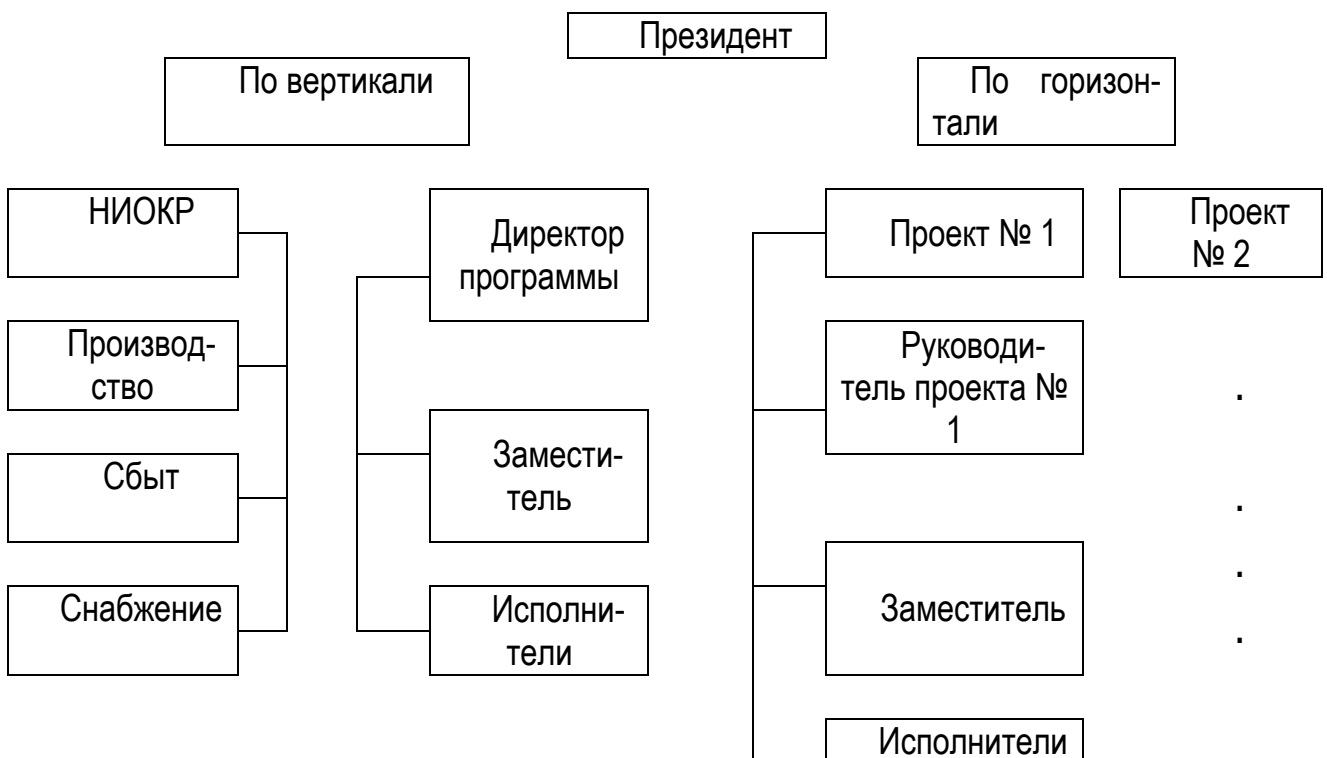 Президент
По вертикали
По горизон-
тали
НИОКР
Производ-
ство
Сбыт
Снабжение
Директор
программы
Замести-
тель
Исполни-
тели
Проект № 1
Руководи-
тель проекта №
1
Заместитель
Исполнители
Проект
№ 2
.
.
.
.